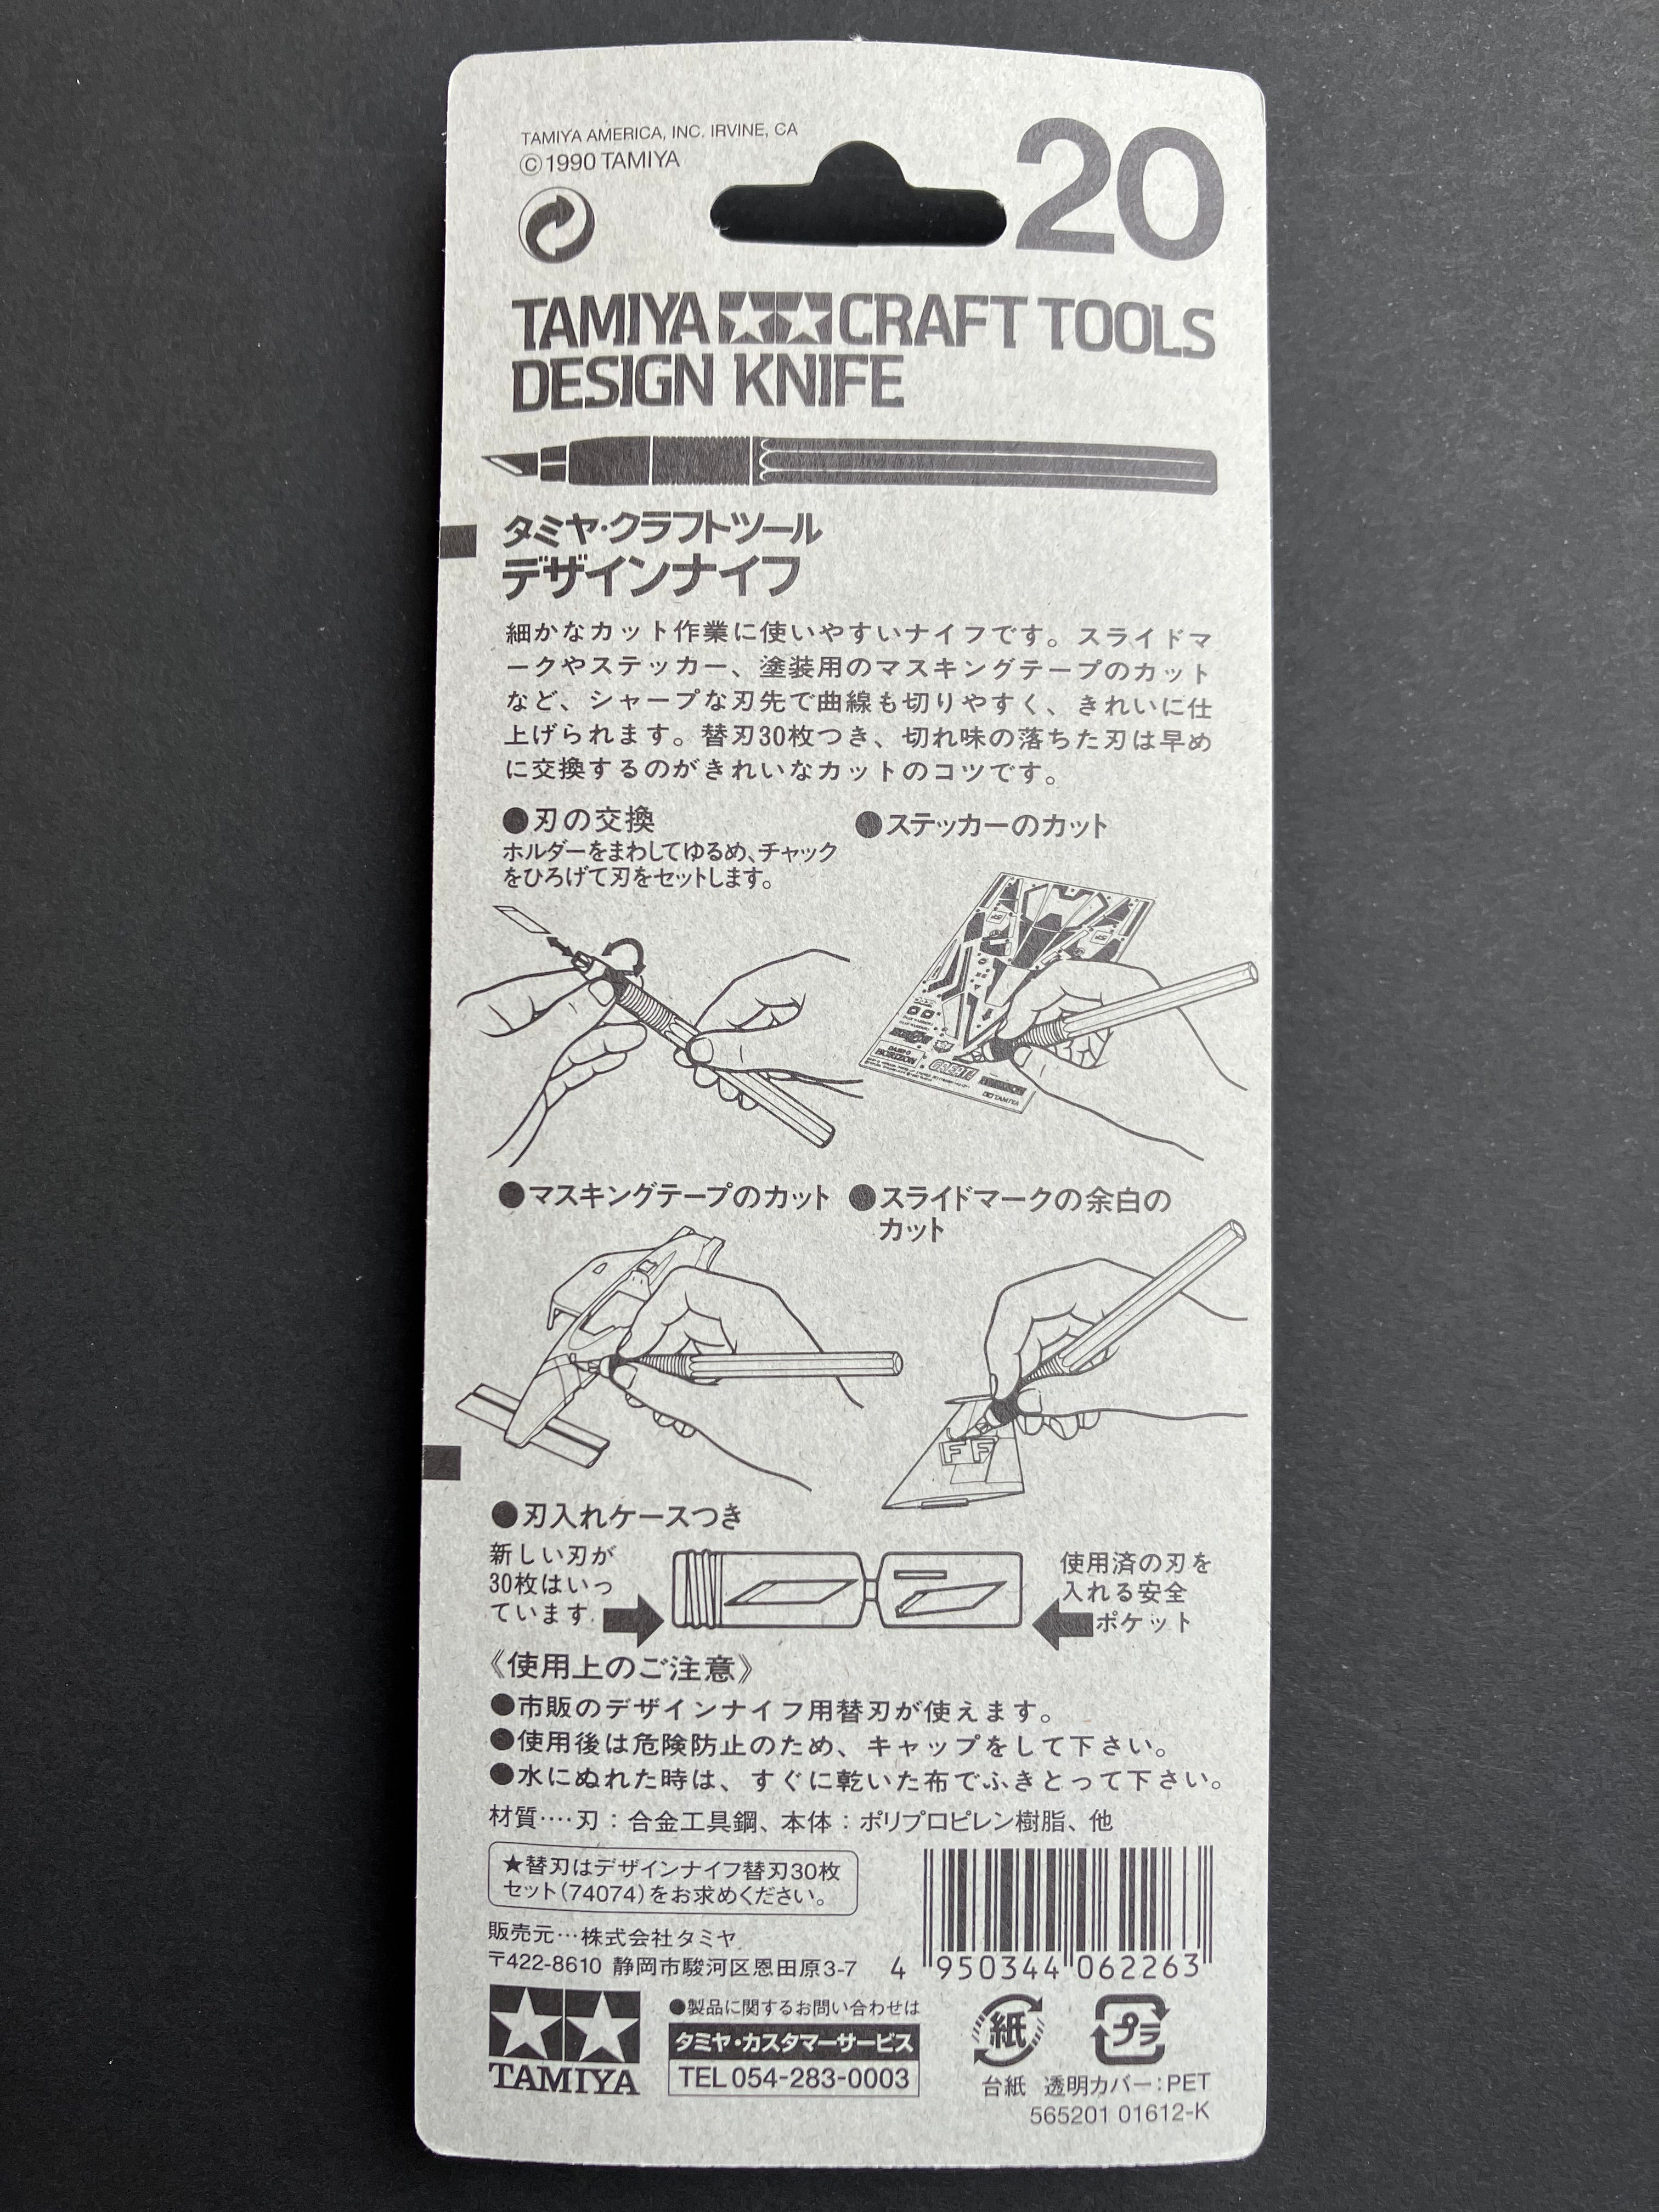 TAMIYA AMERICA, INC. IRVINE, CA
©1990 TAMIYA
20
TAMIYA CRAFT TOOLS
DESIGN KNIFE
タミヤ・クラフトツール
デザインナイフ
細かなカット作業に使いやすいナイフです。スライドマ
ークやステッカー、塗装用のマスキングテープのカット
など、シャープな刃先で曲線も切りやすく、きれいに仕
上げられます。替刃30枚つき、切れ味の落ちた刃は早め
に交換するのがきれいなカットのコツです。
●刃の交換
ホルダーをまわしてゆるめ、チャック
をひろげて刃をセットします。
●ステッカーのカット
HORIZON
GREAT!
TAMIYA
●マスキングテープのカット
●スライドマークの余白の
カット
FF
●刃入れケースつき
新しい刃が
30枚はいっ
ています.
使用済の刃を
入れる安全
ポケット
《使用上のご注意》
●市販のデザインナイフ用替刃が使えます。
●使用後は危険防止のため、キャップをして下さい。
●水にぬれた時は、すぐに乾いた布でふきとって下さい。
材質‥‥刃：合金工具鋼、本体：ポリプロピレン樹脂、他
★替刃はデザインナイフ替刃30枚
セット(74074)をお求めください。
販売元…株式会社タミヤ
〒422-8610 静岡市駿河区恩田原3-7
4 950344 062263
TAMIYA
●製品に関するお問い合わせは
タミヤ・カスタマーサービス
TEL 054-283-0003
紙
プラ
台紙 透明カバー：PET
565201 01612-K